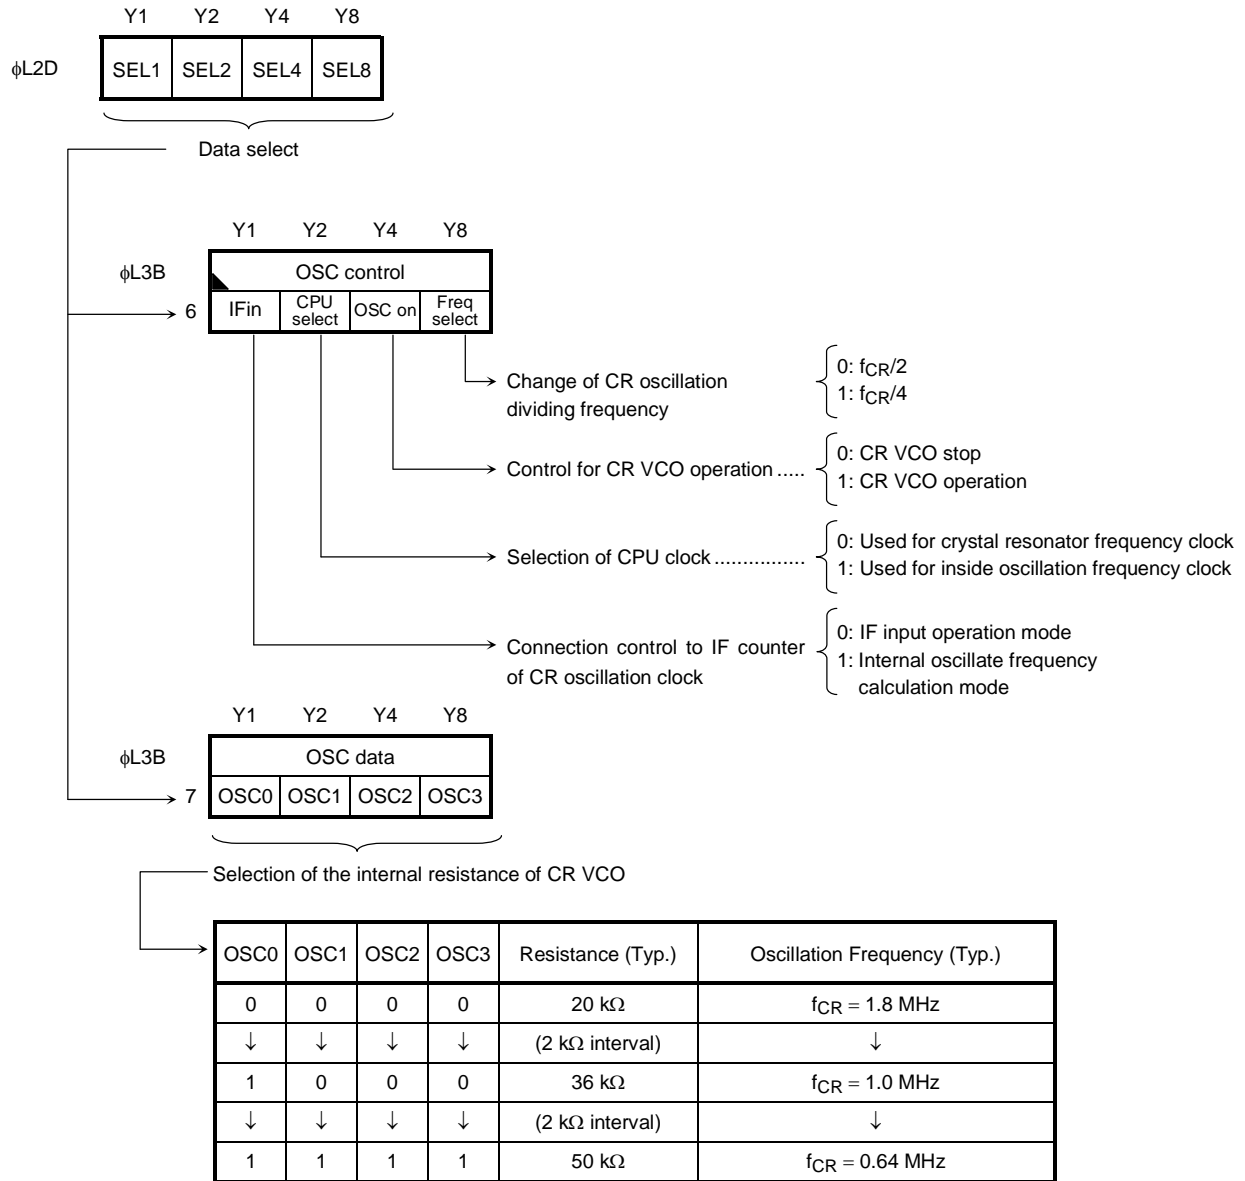 Y1 Y2 Y4 Y8
ϕL2D SEL1 SEL2 SEL4 SEL8
Data select
Y1 Y2 Y4 Y8
ϕL3B OSC control
6 IFin CPU select OSC on Freq select
Change of CR oscillation dividing frequency
0: fCR/2
1: fCR/4
Control for CR VCO operation .....
0: CR VCO stop
1: CR VCO operation
Selection of CPU clock ................
0: Used for crystal resonator frequency clock
1: Used for inside oscillation frequency clock
Connection control to IF counter of CR oscillation clock
0: IF input operation mode
1: Internal oscillate frequency calculation mode
Y1 Y2 Y4 Y8
ϕL3B OSC data
7 OSC0 OSC1 OSC2 OSC3
Selection of the internal resistance of CR VCO
OSC0 OSC1 OSC2 OSC3 Resistance (Typ.) Oscillation Frequency (Typ.)
0 0 0 0 20 kΩ fCR = 1.8 MHz
↓ ↓ ↓ ↓ (2 kΩ interval) ↓
1 0 0 0 36 kΩ fCR = 1.0 MHz
↓ ↓ ↓ ↓ (2 kΩ interval) ↓
1 1 1 1 50 kΩ fCR = 0.64 MHz